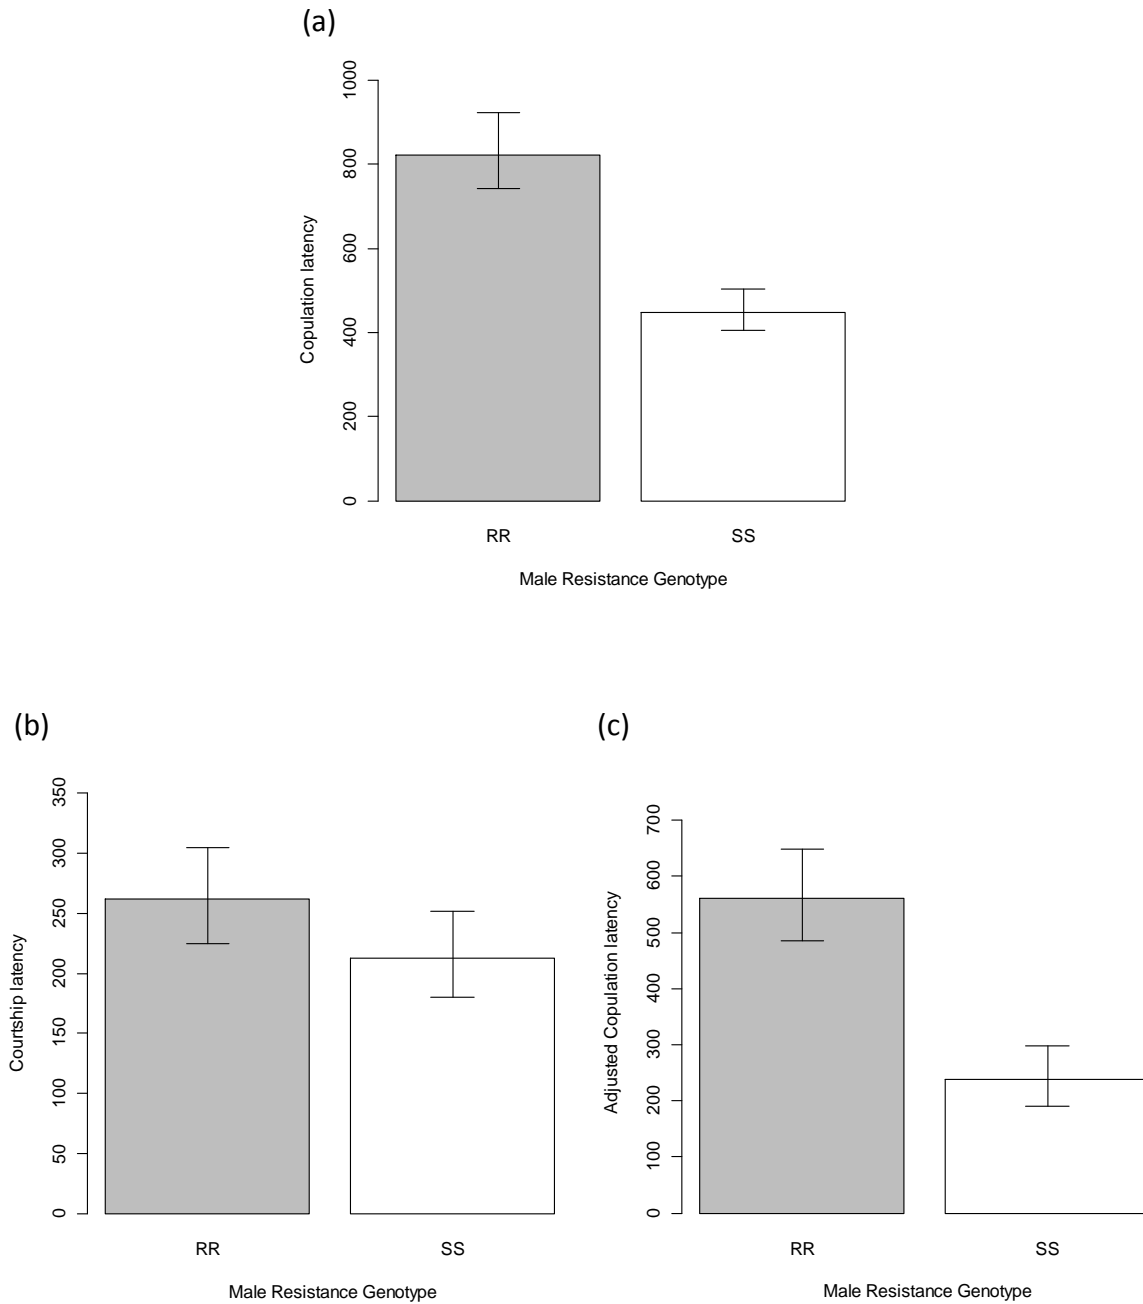 (a)
Copulation latency
1000
800
600
400
200
0
RR SS
Male Resistance Genotype
(b)
Courtship latency
350
300
250
200
150
100
50
0
RR SS
Male Resistance Genotype
(c)
Adjusted Copulation latency
700
600
500
400
300
200
100
0
RR SS
Male Resistance Genotype